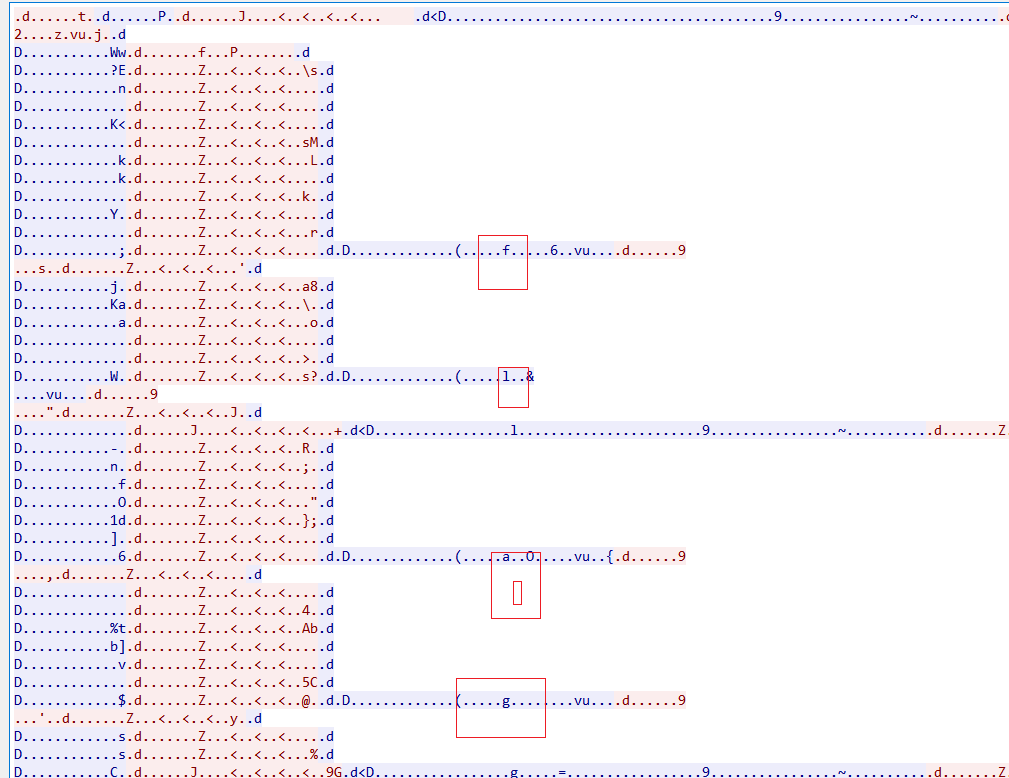 .d......t..d......P..d......J....<..<..<..<...    .d<D.........................................9................~...........d
2....z.vu.j..d
D...........Ww.d.......f...P........d
D...........?E.d.......Z...<..<..<..\s.d
D............n.d.......Z...<..<..<.....d
D..............d.......Z...<..<..<.....d
D...........K<.d.......Z...<..<..<.....d
D..............d.......Z...<..<..<..sM.d
D............k.d.......Z...<..<..<...L.d
D............k.d.......Z...<..<..<.....d
D..............d.......Z...<..<..<..k..d
D...........Y..d.......Z...<..<..<.....d
D..............d.......Z...<..<..<...r.d
D............;.d.......Z...<..<..<.....d.D.............(.....f.....6..vu....d......9
...s..d.......Z...<..<..<...'.d
D...........j..d.......Z...<..<..<..a8.d
D...........Ka.d.......Z...<..<..<..\..d
D............a.d.......Z...<..<..<...o.d
D..............d.......Z...<..<..<.....d
D..............d.......Z...<..<..<..>..d
D...........W..d.......Z...<..<..<..s?.d.D.............(.....l..&
....vu....d......9
....".d.......Z...<..<..<..J..d
D..............d......J....<..<..<..<...+.d<D.................l.......................9................~...........d.......Z
D...........-..d.......Z...<..<..<..R..d
D...........n..d.......Z...<..<..<..;..d
D............f.d.......Z...<..<..<.....d
D............O.d.......Z...<..<..<...".d
D...........1d.d.......Z...<..<..<..};.d
D...........]..d.......Z...<..<..<.....d
D............6.d.......Z...<..<..<.....d.D.............(.....a..O.....vu..{.d......9
....,.d.......Z...<..<..<.....d
D..............d.......Z...<..<..<.....d
D..............d.......Z...<..<..<..4..d
D...........%t.d.......Z...<..<..<..Ab.d
D...........b].d.......Z...<..<..<.....d
D............v.d.......Z...<..<..<.....d
D..............d.......Z...<..<..<..5C.d
D............$.d.......Z...<..<..<..@..d.D.............(.....g........vu....d......9
...'..d.......Z...<..<..<..y..d
D............s.d.......Z...<..<..<.....d
D............s.d.......Z...<..<..<...%.d
D...........C..d......J....<..<..<..<..9G.d<D.................g.....=.................9................~...........d.......Z